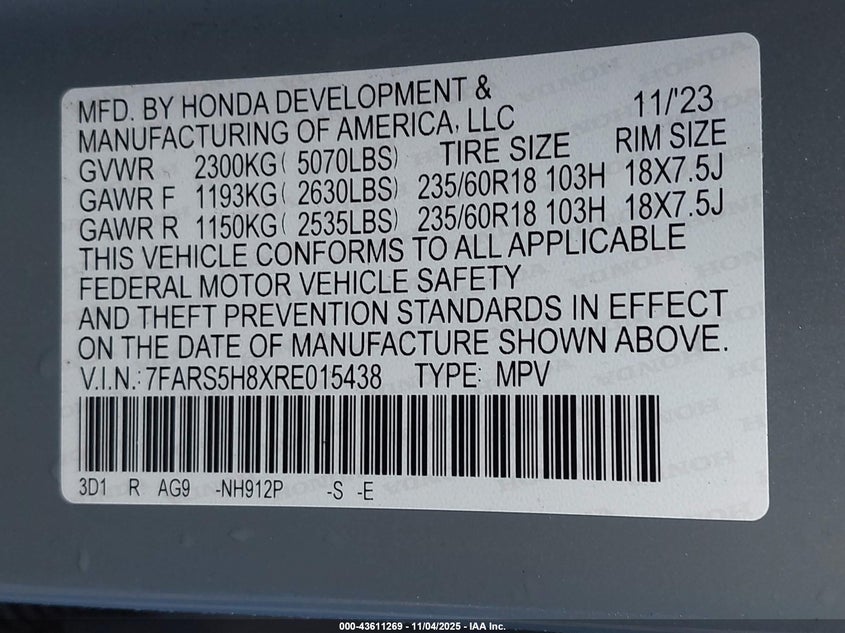 MFD. BY HONDA DEVELOPMENT & 11/'23
MANUFACTURING OF AMERICA, LLC
GVWR 2300KG( 5070LBS) TIRE SIZE RIM SIZE
GAWR F 1193KG( 2630LBS) 235/60R18 103H 18X7.5J
GAWR R 1150KG( 2535LBS) 235/60R18 103H 18X7.5J
THIS VEHICLE CONFORMS TO ALL APPLICABLE
FEDERAL MOTOR VEHICLE SAFETY
AND THEFT PREVENTION STANDARDS IN EFFECT
ON THE DATE OF MANUFACTURE SHOWN ABOVE.
V.I.N.:7FARS5H8XRE015438 TYPE: MPV
3D1 R AG9 -NH912P -S -E
000-43611269 - 11/04/2025 - IAA Inc.